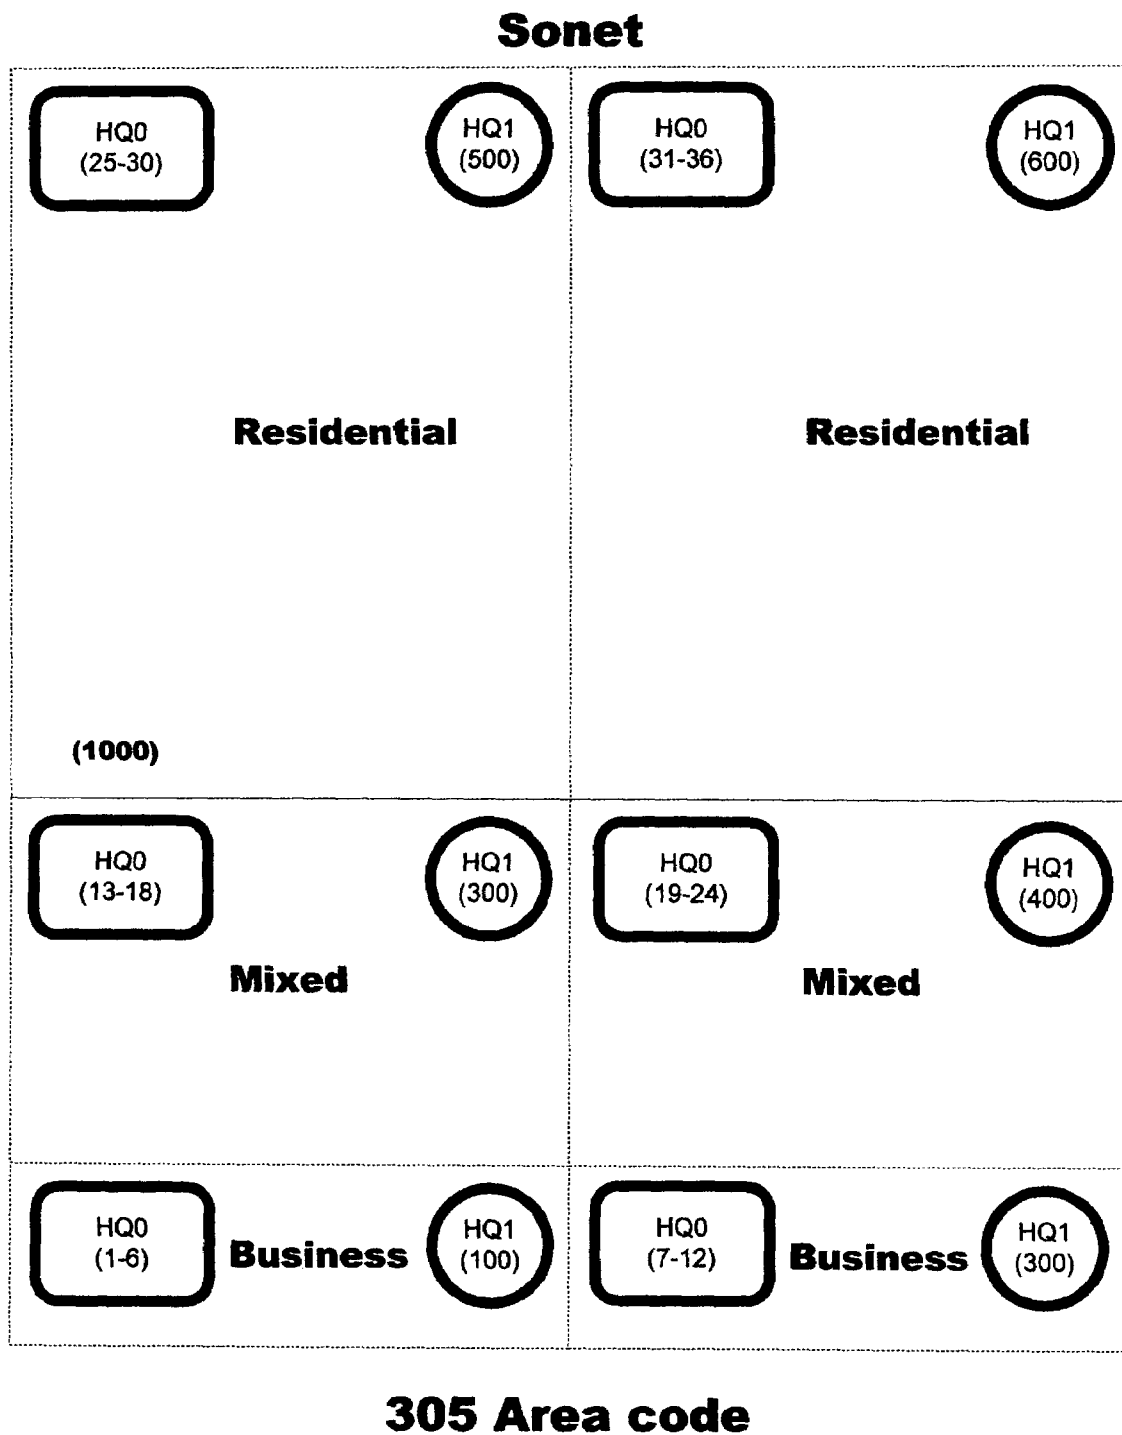 Sonet
HQ0
(25-30)
HQ1
(500)
HQ0
(31-36)
HQ1
(600)
Residential
Residential
(1000)
HQ0
(13-18)
HQ1
(300)
HQ0
(19-24)
HQ1
(400)
Mixed
Mixed
HQ0
(1-6)
Business
HQ1
(100)
HQ0
(7-12)
Business
HQ1
(300)
305 Area code